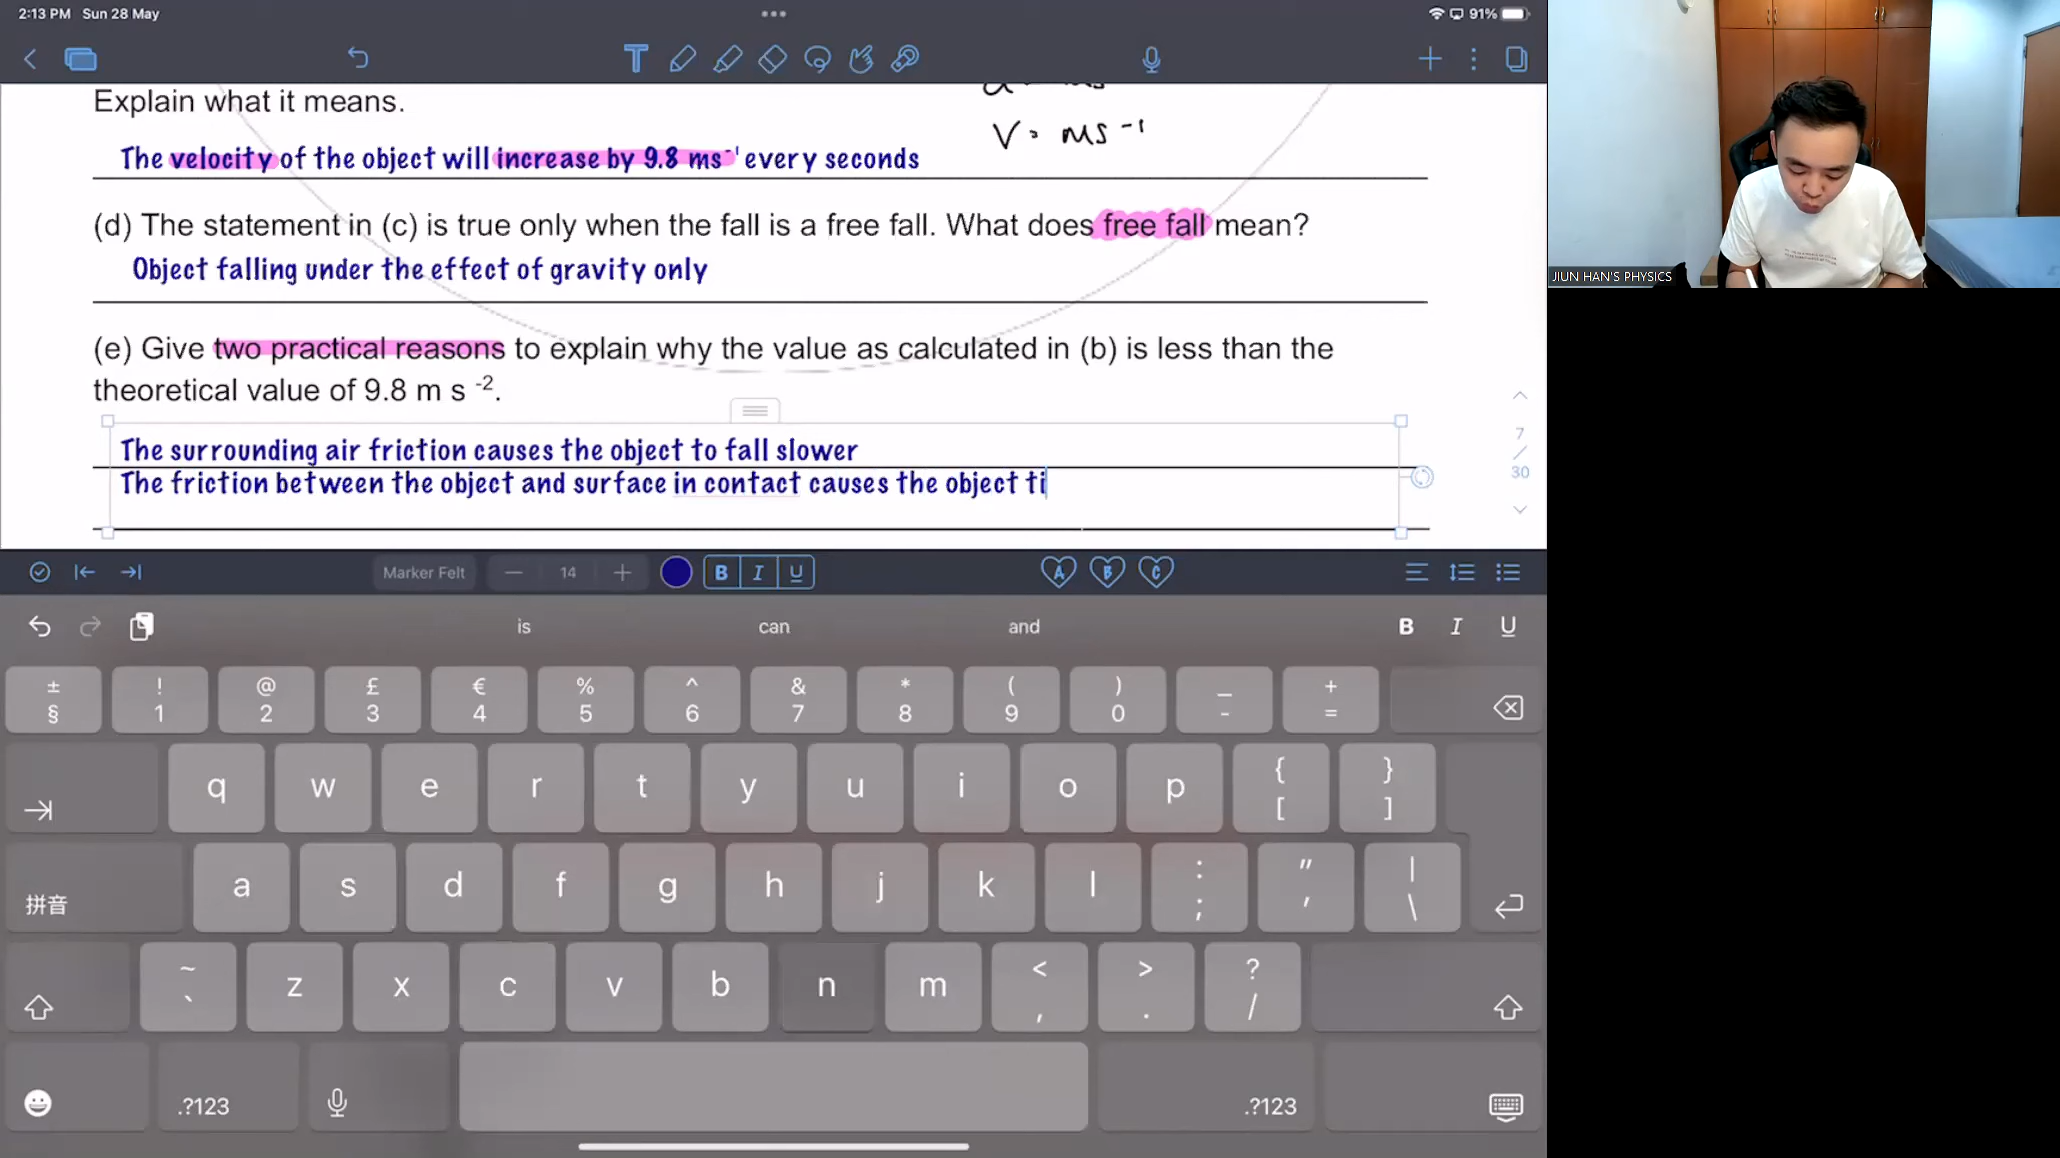 2:13 PM Sun 28 May
91%
Explain what it means.
V = ms⁻¹
The velocity of the object will increase by 9.8 ms⁻¹ every seconds
(d) The statement in (c) is true only when the fall is a free fall. What does free fall mean?
Object falling under the effect of gravity only
(e) Give two practical reasons to explain why the value as calculated in (b) is less than the
theoretical value of 9.8 m s ⁻².
The surrounding air friction causes the object to fall slower
The friction between the object and surface in contact causes the object ti
7
/
30
JIUN HAN'S PHYSICS
Marker Felt
14
B I U
A B C
is can and
B I U
± ! @ £ € % ^ & * ( ) _ +
§ 1 2 3 4 5 6 7 8 9 0 - =
q w e r t y u i o p { }
[ ]
拼音 a s d f g h j k l : " |
; ' \
~ z x c v b n m < > ?
` , . /
.?123 .?123